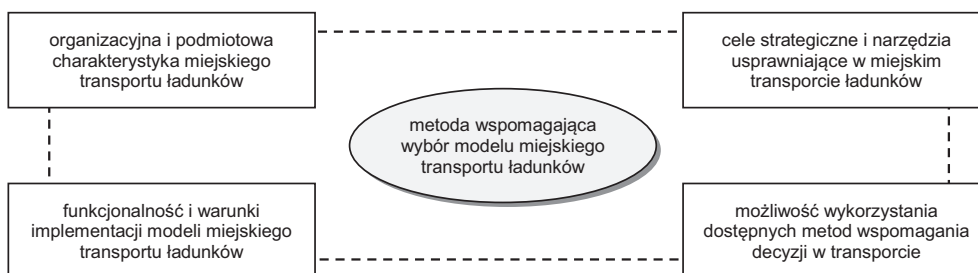 organizacyjna i podmiotowa
charakterystyka miejskiego
transportu ładunków
cele strategiczne i narzędzia
usprawniające w miejskim
transporcie ładunków
metoda wspomagająca
wybór modelu miejskiego
transportu ładunków
funkcjonalność i warunki
implementacji modeli miejskiego
transportu ładunków
możliwość wykorzystania
dostępnych metod wspomagania
decyzji w transporcie